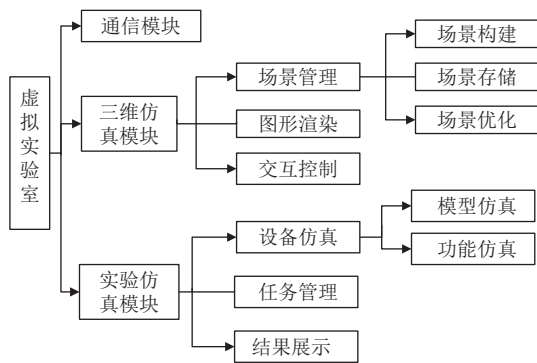 虚
拟
实
验
室
通信模块
三维仿
真模块
实验仿
真模块
场景管理
图形渲染
交互控制
设备仿真
任务管理
结果展示
场景构建
场景存储
场景优化
模型仿真
功能仿真